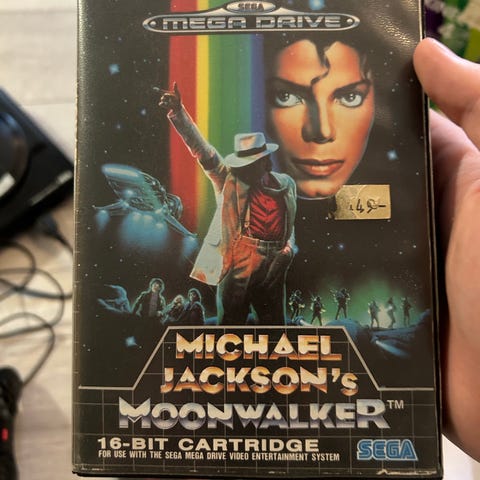 SEGA
MEGA DRIVE
149-
MICHAEL
JACKSON'S
MOONWALKER™
16-BIT CARTRIDGE
FOR USE WITH THE SEGA MEGA DRIVE VIDEO ENTERTAINMENT SYSTEM
SEGA